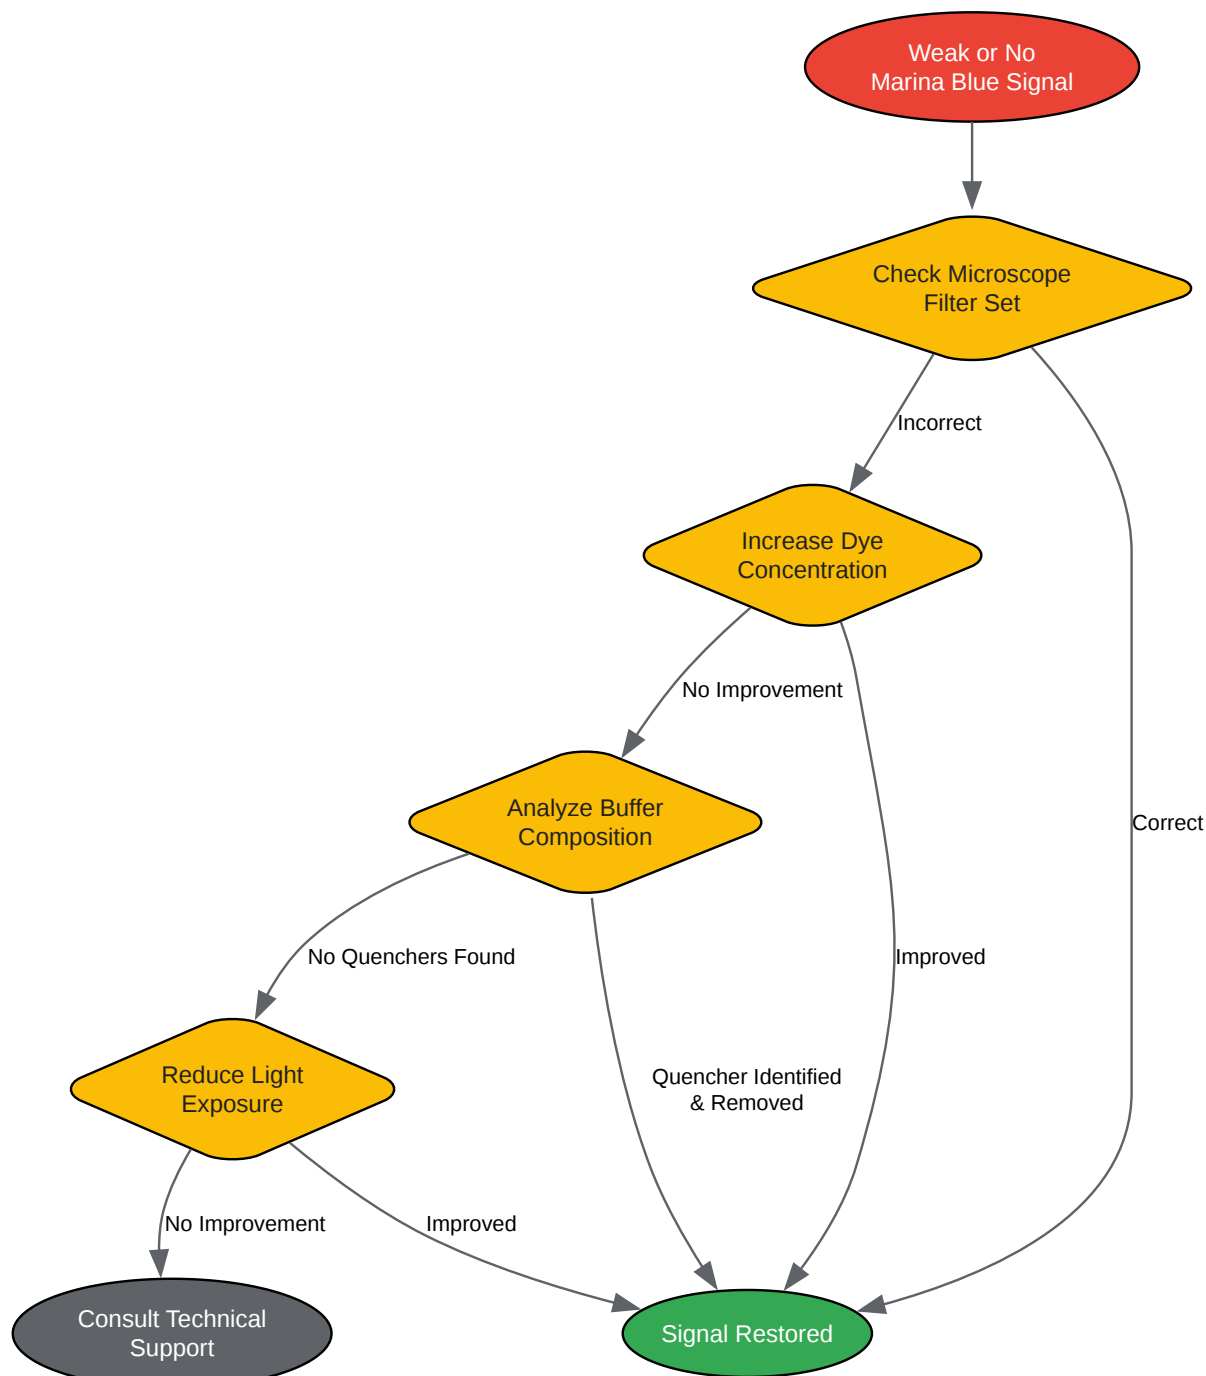 Weak or No
Marina Blue Signal
Check Microscope
Filter Set
Incorrect
Increase Dye
Concentration
No Improvement
Analyze Buffer
Composition
Correct
No Quenchers Found
Improved
Reduce Light
Exposure
Quencher Identified
& Removed
No Improvement
Improved
Consult Technical
Support
Signal Restored